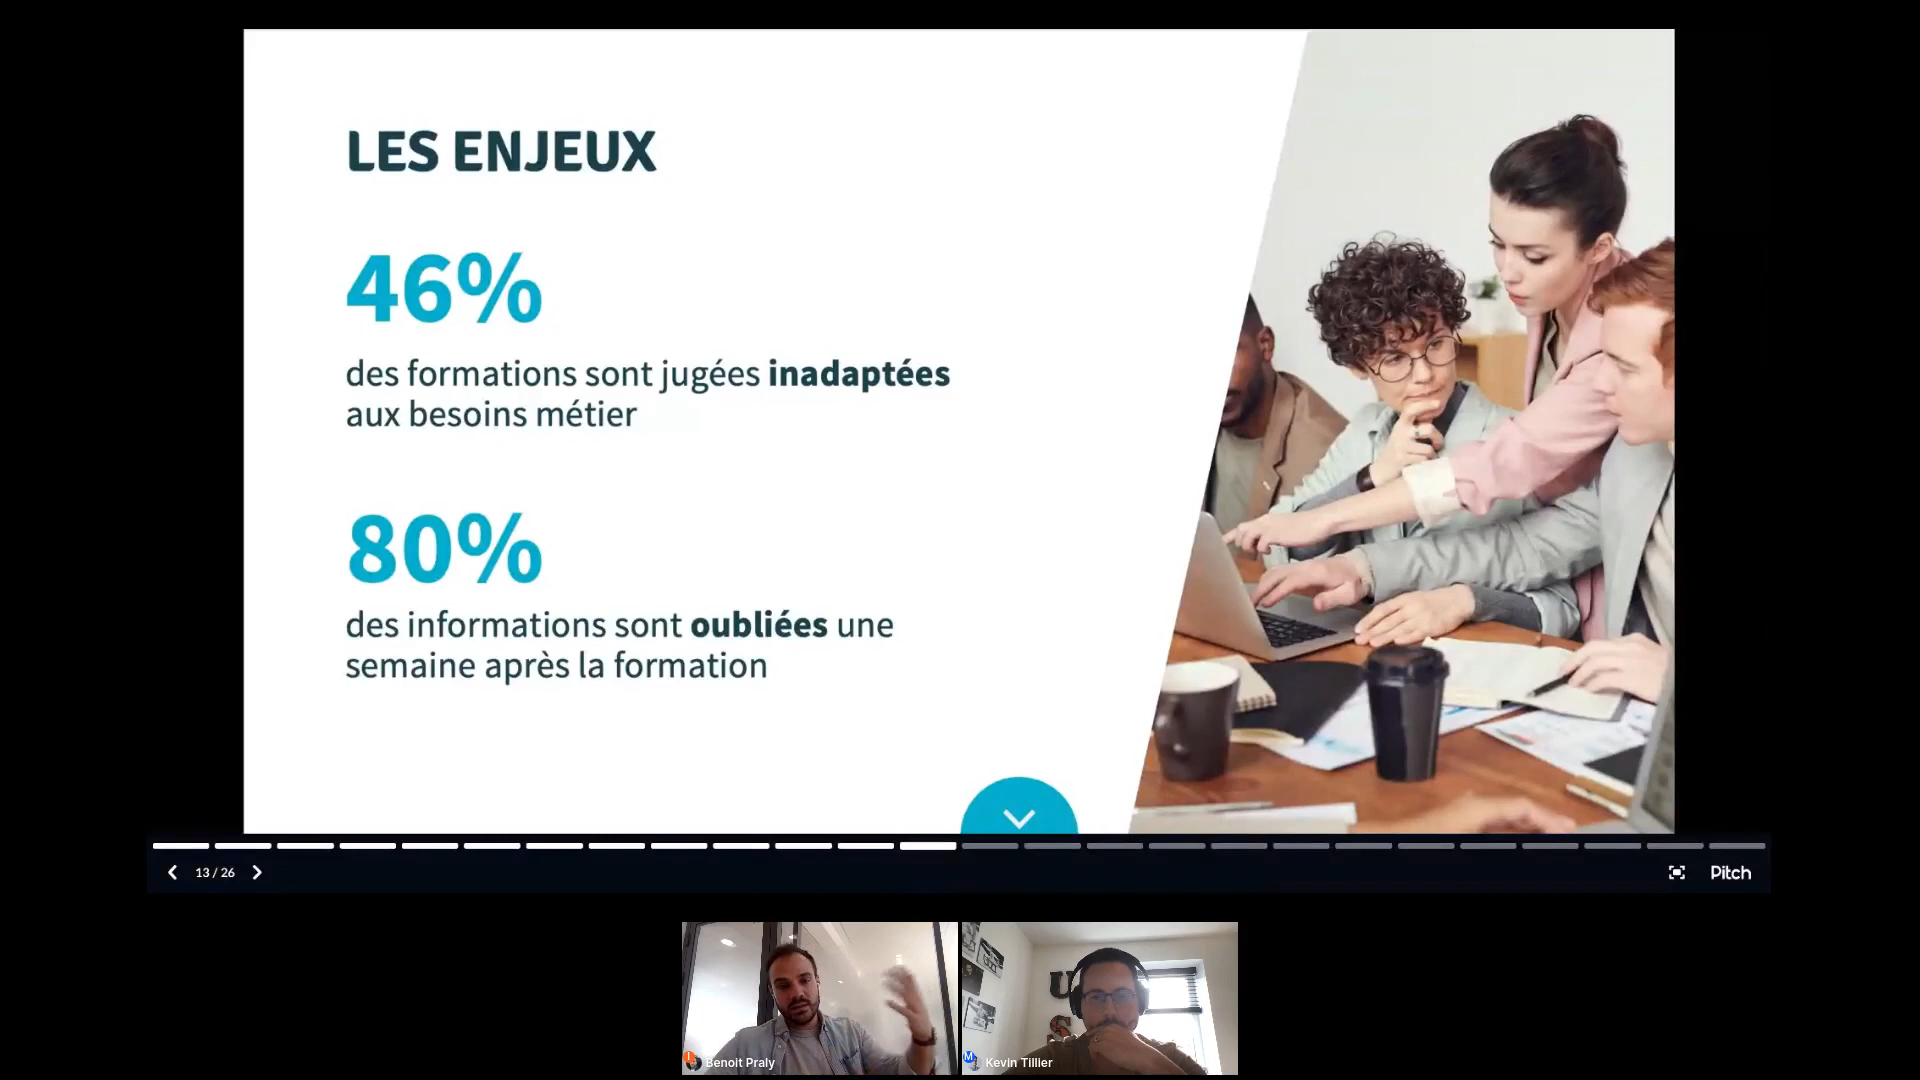 LES ENJEUX
46%
des formations sont jugées inadaptées
aux besoins métier
80%
des informations sont oubliées une
semaine après la formation
13 / 26
Pitch
Benoit Praly
Kevin Tillier